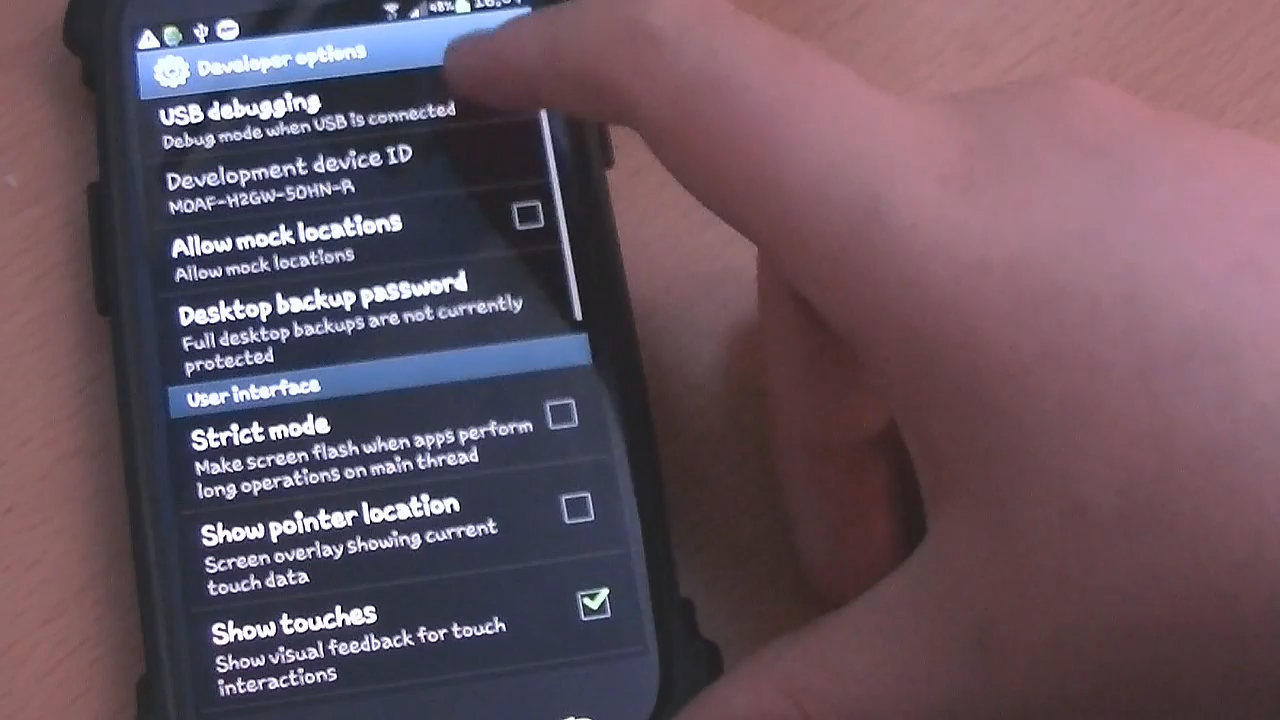 48%
Developer options
USB debugging
Debug mode when USB is connected
Development device ID
MOAF-H2GW-5OHN-R
Allow mock locations
Allow mock locations
Desktop backup password
Full desktop backups are not currently
protected
User interface
Strict mode
Make screen flash when apps perform
long operations on main thread
Show pointer location
Screen overlay showing current
touch data
Show touches
Show visual feedback for touch
interactions